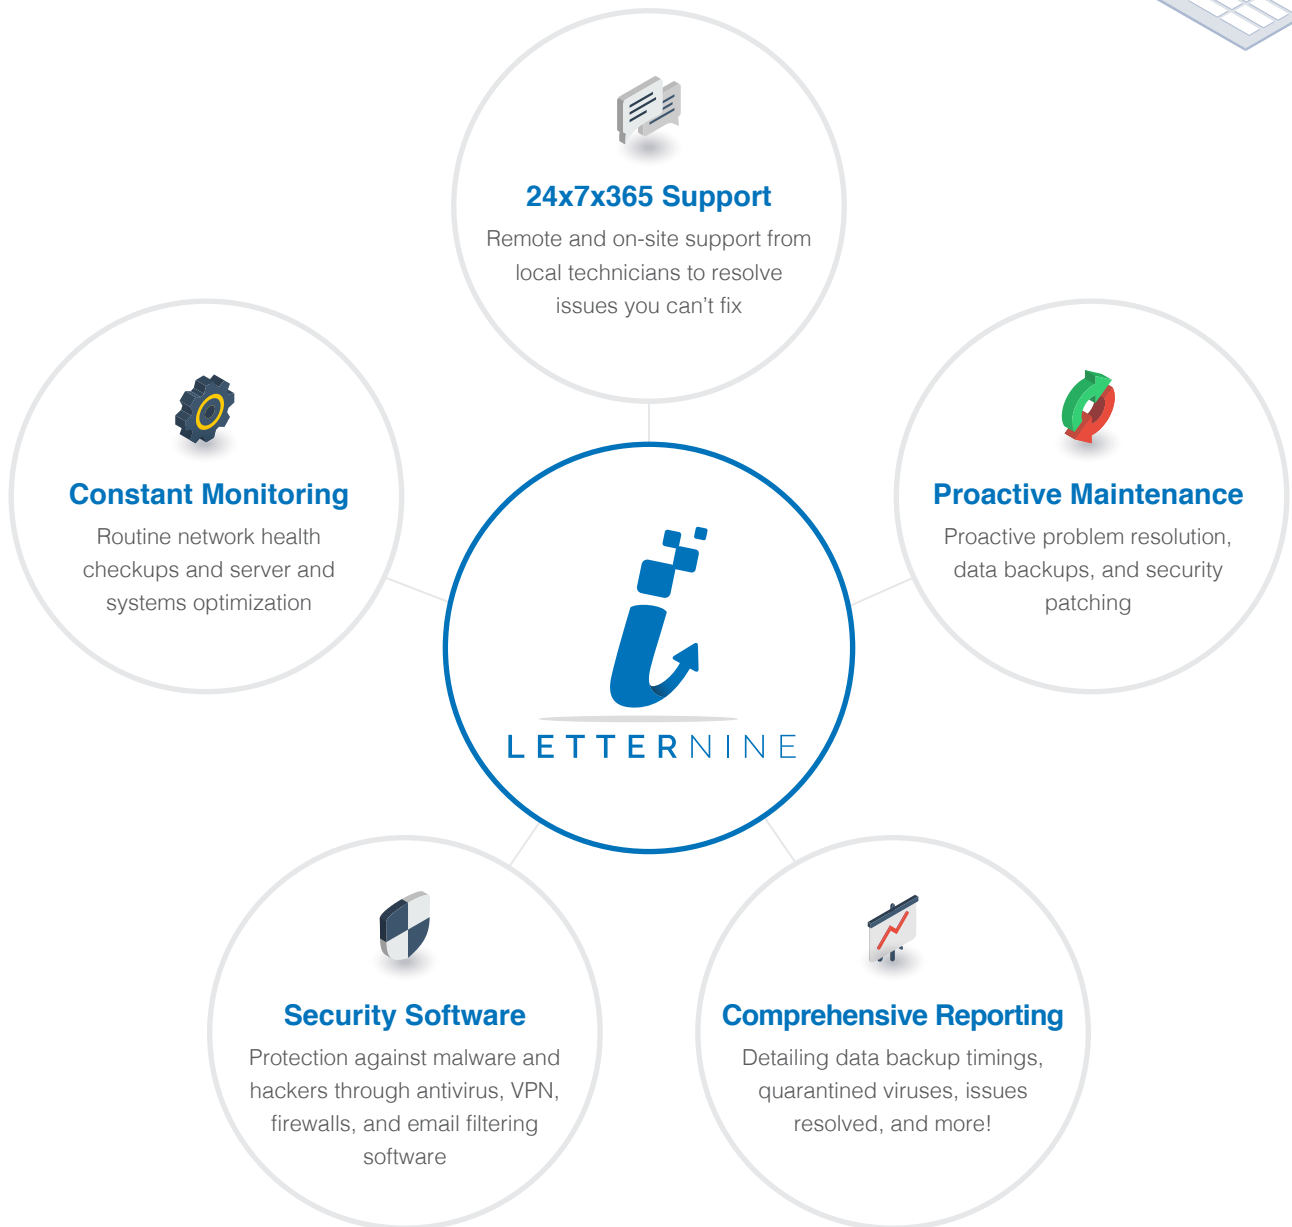 24x7x365 Support
Remote and on-site support from
local technicians to resolve
issues you can't fix
Constant Monitoring
Routine network health
checkups and server and
systems optimization
Proactive Maintenance
Proactive problem resolution,
data backups, and security
patching
LETTERNINE
Security Software
Protection against malware and
hackers through antivirus, VPN,
firewalls, and email filtering
software
Comprehensive Reporting
Detailing data backup timings,
quarantined viruses, issues
resolved, and more!